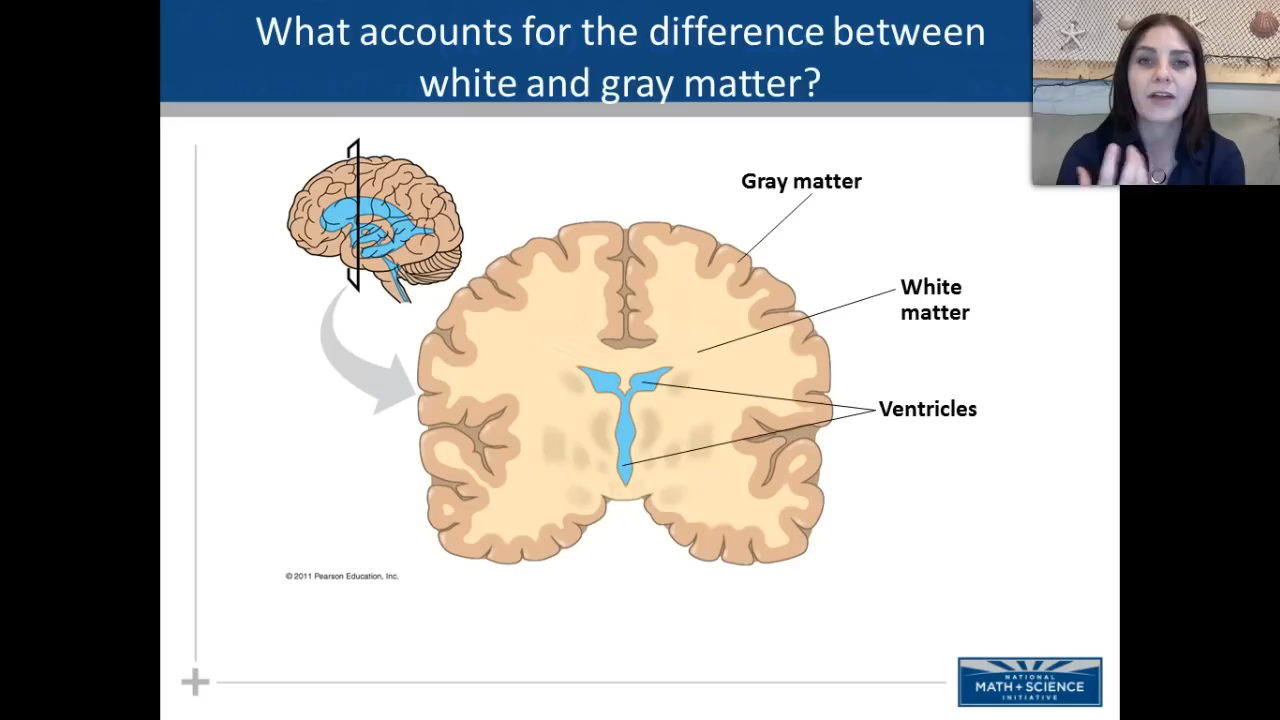 What accounts for the difference between
white and gray matter?
Gray matter
White
matter
Ventricles
© 2011 Pearson Education, Inc.
NATIONAL
MATH + SCIENCE
INITIATIVE